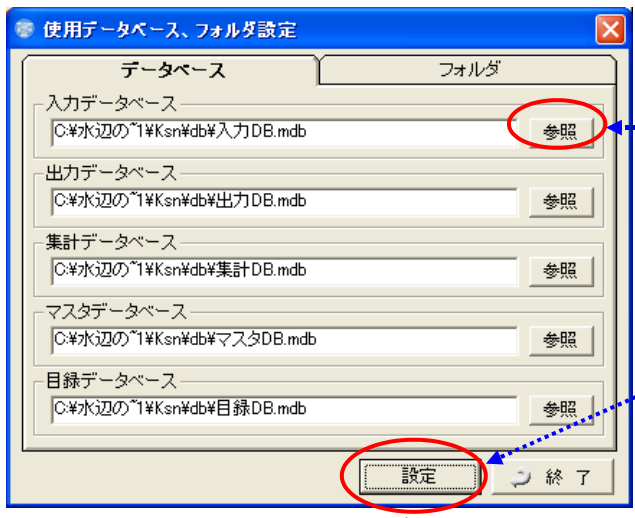 使用データベース、フォルダ設定
データベース
フォルダ
入力データベース
C:¥水辺の~1¥Ksn¥db¥入力DB.mdb
参照
出力データベース
C:¥水辺の~1¥Ksn¥db¥出力DB.mdb
参照
集計データベース
C:¥水辺の~1¥Ksn¥db¥集計DB.mdb
参照
マスタデータベース
C:¥水辺の~1¥Ksn¥db¥マスタDB.mdb
参照
目録データベース
C:¥水辺の~1¥Ksn¥db¥目録DB.mdb
参照
設定
終 了